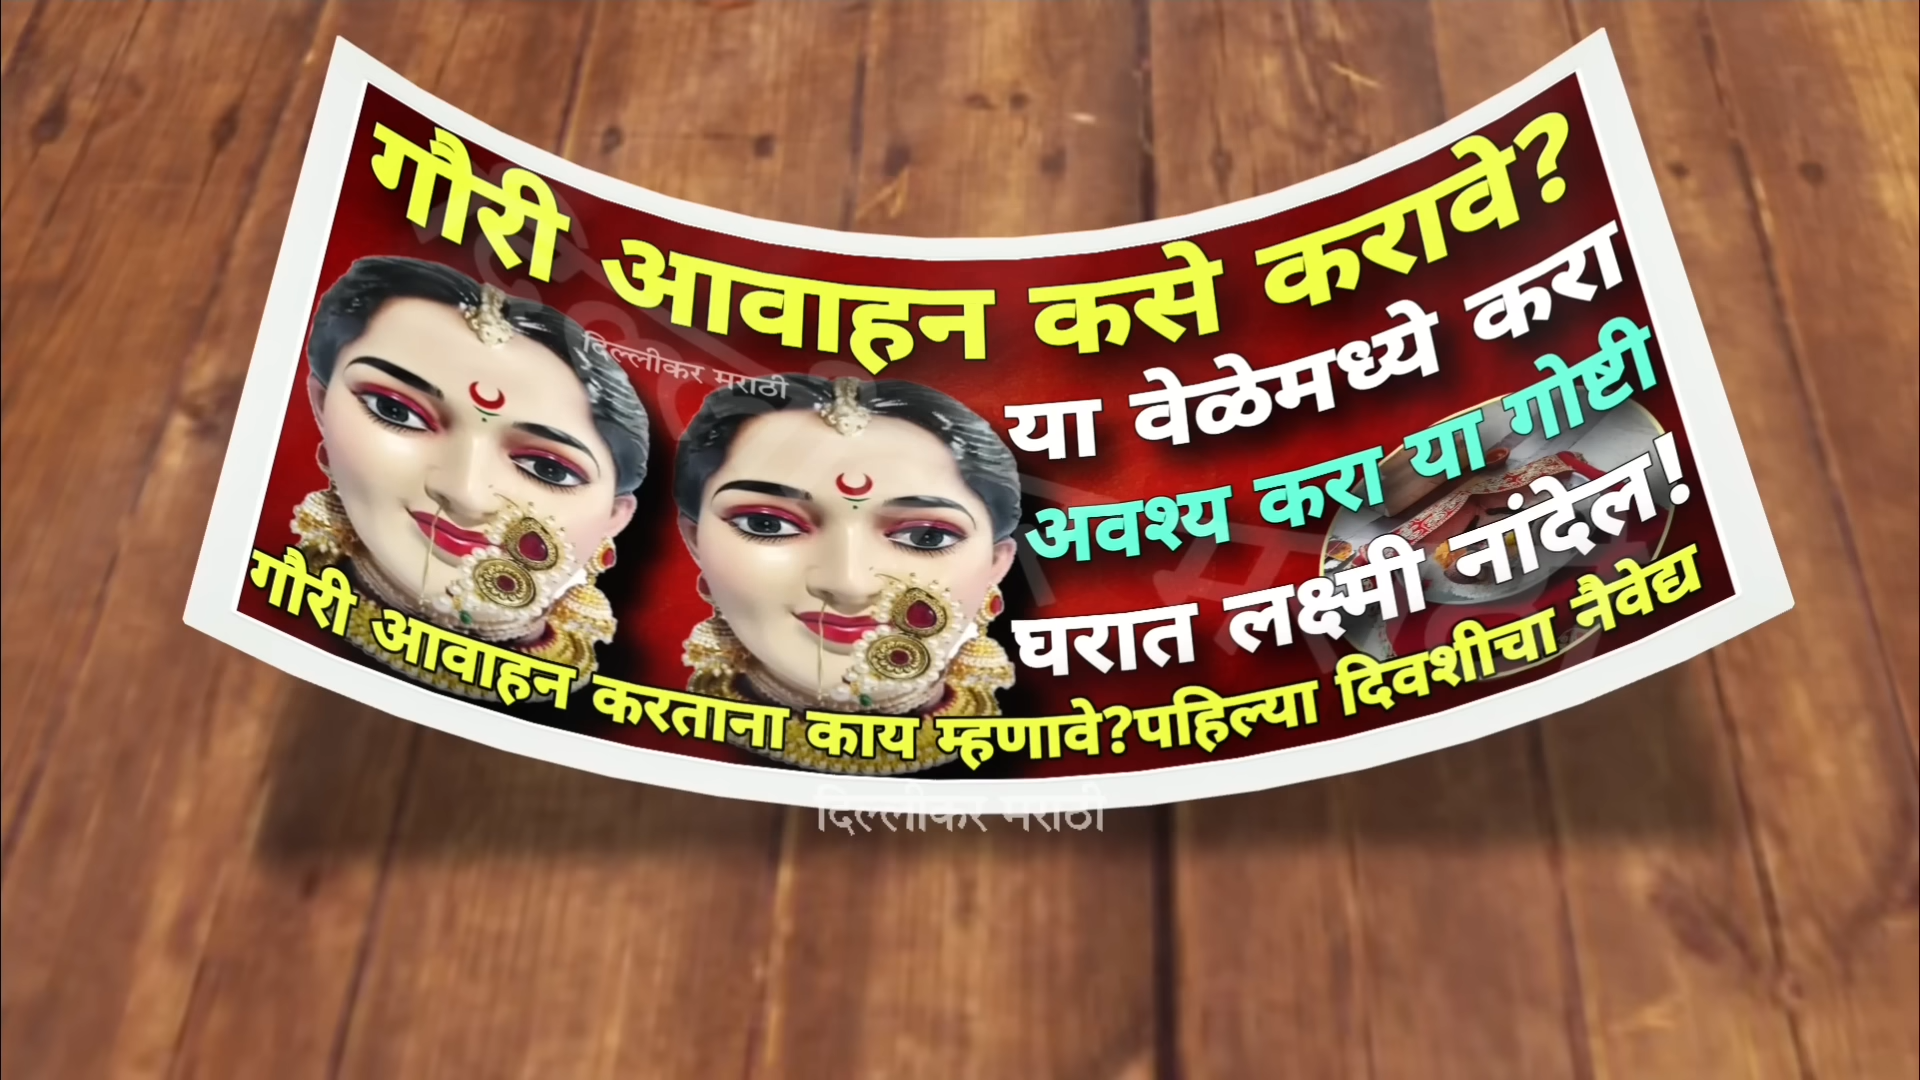 गौरी आवाहन कसे करावे?
या वेळेमध्ये करा
अवश्य करा या गोष्टी
घरात लक्ष्मी नांदेल!
गौरी आवाहन करताना काय म्हणावे?पहिल्या दिवशीचा नैवेद्य
दिल्लीकर मराठी
दिल्लीकर मराठी